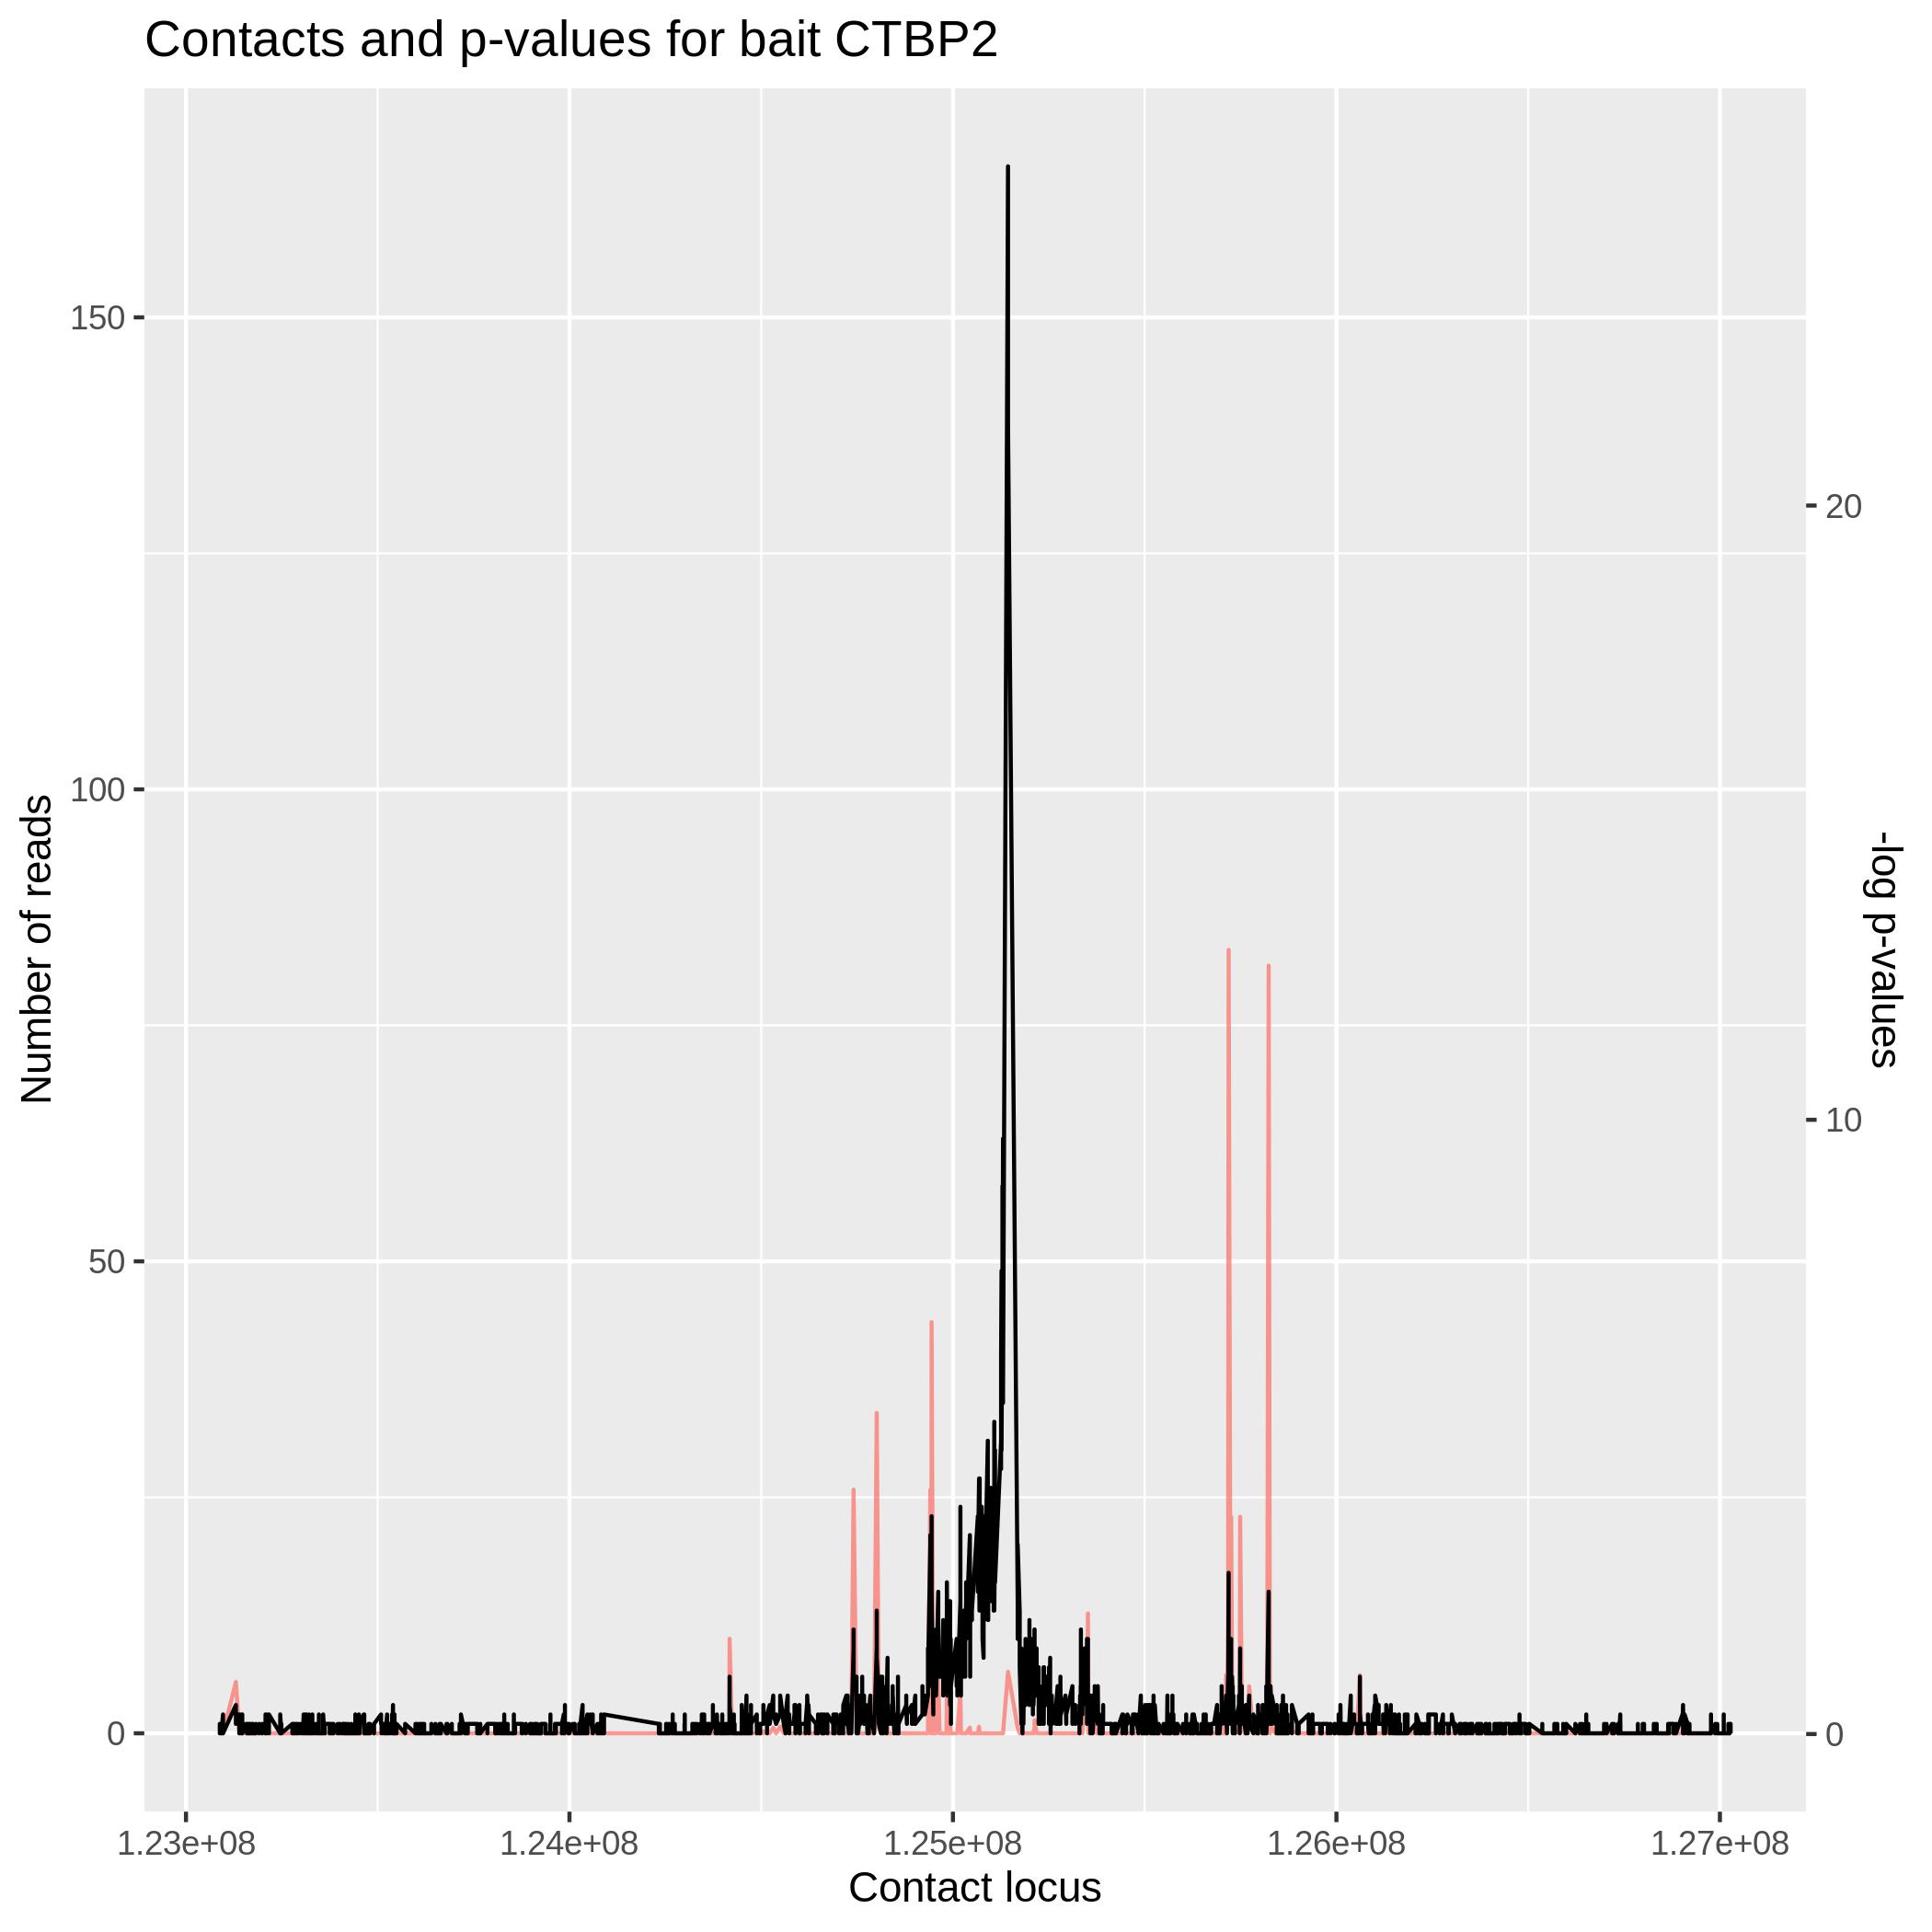 Contacts and p-values for bait CTBP2
150
100
50
0
Number of reads
20
10
0
-log p-values
1.23e+08
1.24e+08
1.25e+08
1.26e+08
1.27e+08
Contact locus